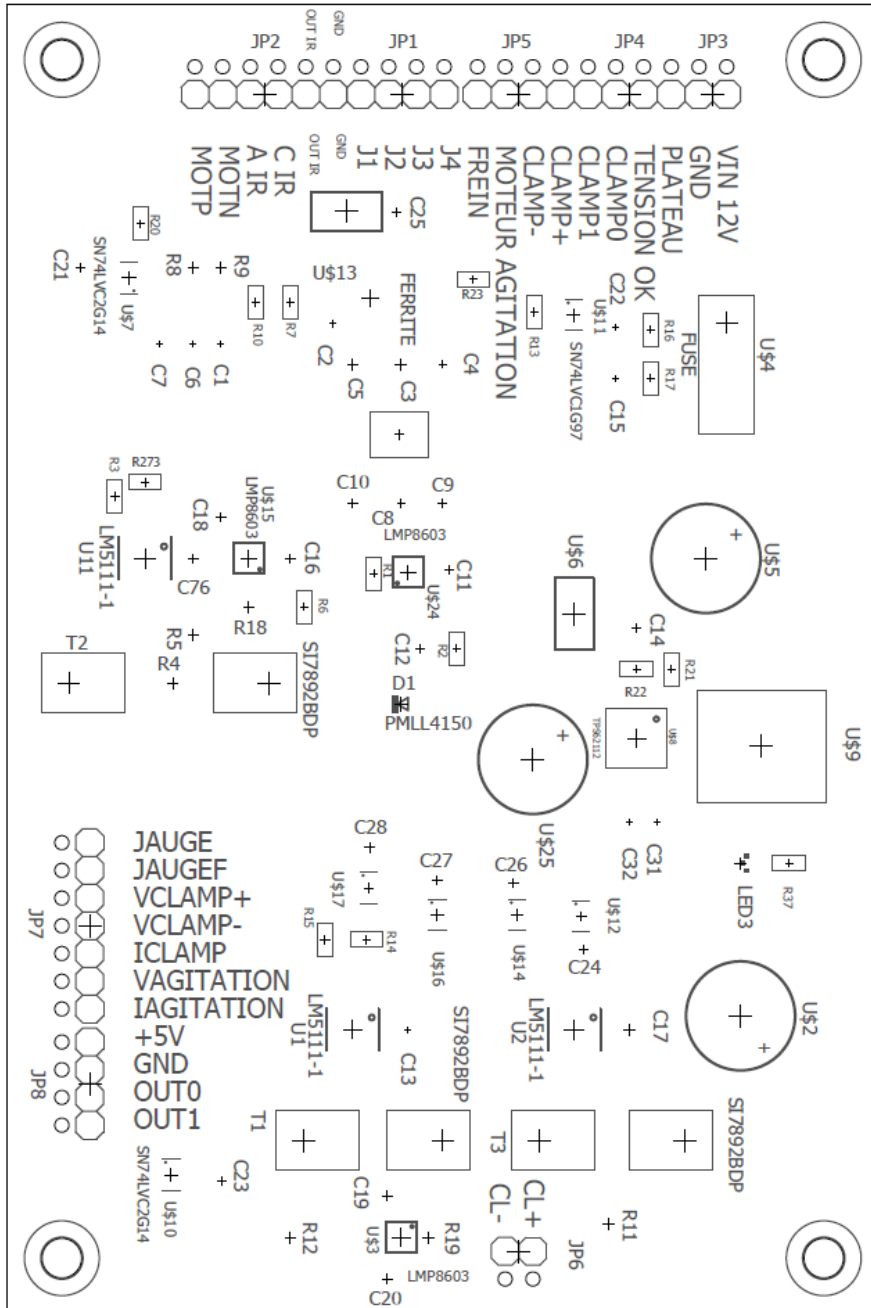 OUT IR
GND
JP2
JP1
JP5
JP4
JP3
MOTP
MOTN
A IR
C IR
OUT IR
GND
J1
J2
J3
J4
FREIN
MOTEUR AGITATION
CLAMP-
CLAMP+
CLAMP1
CLAMP0
TENSION OK
PLATEAU
GND
VIN 12V
C25
R20
C21
SN74LVC2G14
U$7
R8
R9
R10
R7
U$13
FERRITE
R23
R13
U$11
SN74LVC1G97
C22
R16
FUSE
U$4
C7
C6
C1
C2
C5
C3
C4
C15
R17
R3
R273
C18
U$15
LMP8603
C10
C8
C9
LMP8603
LM5111-1
U11
C76
C16
R1
C11
U$24
U$6
U$5
R18
R6
R5
R4
T2
SI7892BDP
C12
R2
C14
R22
R21
D1
PMLL4150
TPS62112
U$8
U$9
U$25
C32
C31
LED3
R37
JAUGE
JAUGEF
VCLAMP+
VCLAMP-
ICLAMP
VAGITATION
IAGITATION
JP7
C28
U$17
C27
C26
U$16
U$14
U$12
C24
R15
R14
+5V
GND
OUT0
OUT1
JP8
LM5111-1
U1
C13
SI7892BDP
LM5111-1
U2
C17
U$2
T1
T3
SI7892BDP
SN74LVC2G14
U$10
C23
C19
R12
U$3
R19
CL-
CL+
JP6
R11
LMP8603
C20